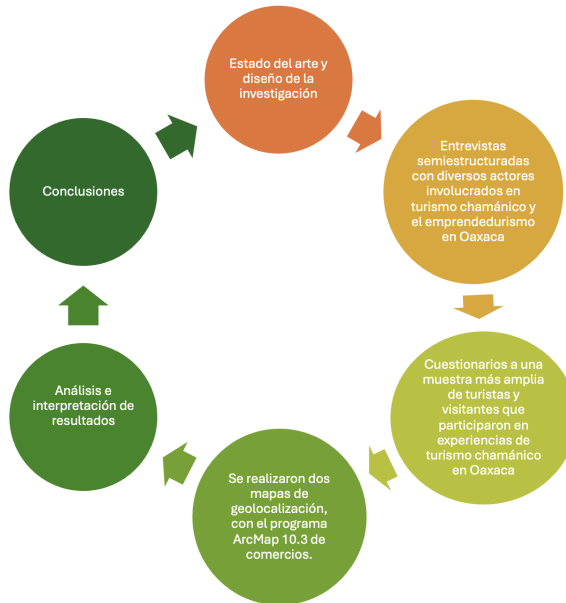 Estado del arte y
diseño de la
investigación
Entrevistas
semiestructuradas
con diversos actores
involucrados en
turismo chamánico y
el emprendedurismo
en Oaxaca
Cuestionarios a una
muestra más amplia
de turistas y
visitantes que
participaron en
experiencias de
turismo chamánico
en Oaxaca
Se realizaron dos
mapas de
geolocalización,
con el programa
ArcMap 10.3 de
comercios.
Análisis e
interpretación de
resultados
Conclusiones